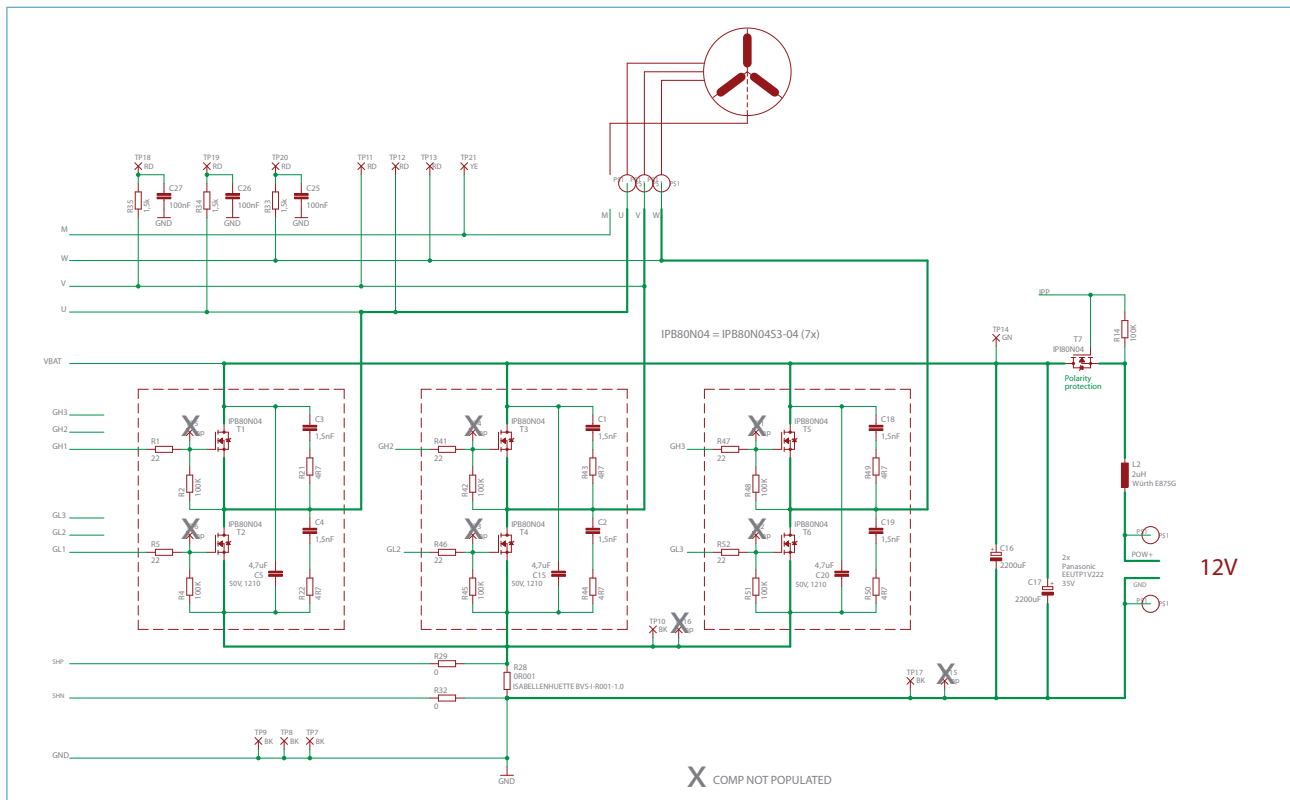 TP18
RD
TP19
RD
TP20
RD
TP11
RD
TP12
RD
TP13
RD
TP21
YE
C27
100nF
R35
1,5k
GND
C26
100nF
R34
1,5k
GND
C25
100nF
R33
1,5k
GND
PS1
PS1
M
U
V
W
M
W
V
U
VBAT
IPB80N04 = IPB80N04S3-04 (7x)
JPP
TP14
GN
T7
IPI80N04
Polarity
protection
R14
100K
GH3
GH2
GH1
R1
22
IPB80N04
T1
C3
1,5nF
R2
100K
R21
4R7
GL3
GL2
GL1
R5
22
IPB80N04
T2
C4
1,5nF
4,7uF
C5
50V, 1210
R4
100K
R22
4R7
GH2
R41
22
IPB80N04
T3
C1
1,5nF
R42
100K
R43
4R7
GL2
R46
22
IPB80N04
T4
C2
1,5nF
4,7uF
C15
50V, 1210
R45
100K
R44
4R7
GH3
R47
22
IPB80N04
T5
C18
1,5nF
R48
100K
R49
4R7
GL3
R52
22
IPB80N04
T6
C19
1,5nF
4,7uF
C20
50V, 1210
R51
100K
R50
4R7
L2
2uH
Würth E875G
C16
2200uF
2x
Panasonic
EEUTP1V222
35V
C17
2200uF
PS1
POW+
12V
GND
PS1
TP10
BK
SHP
R29
0
R28
0R001
ISABELLENHUETTE BVS-I-R001-1.0
SHN
R32
0
TP17
BK
TP9
BK
TP8
BK
TP7
BK
GND
GND
X COMP NOT POPULATED